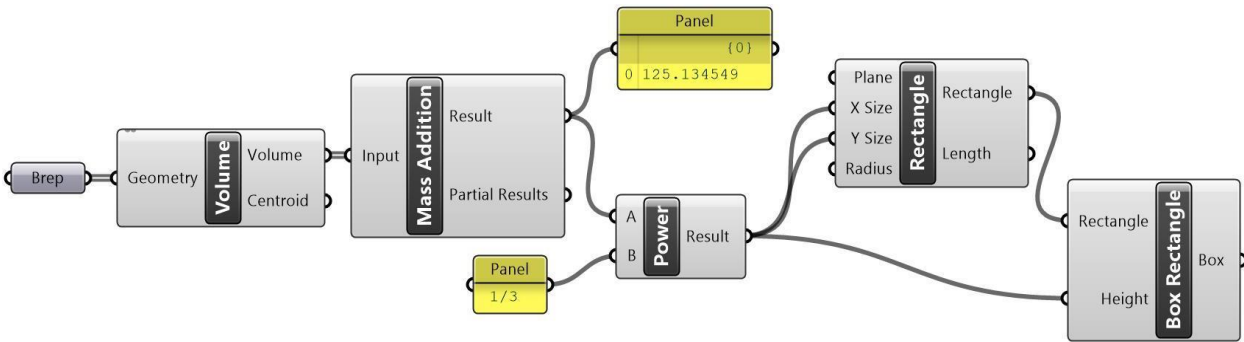 Brep
Geometry
Volume
Volume
Centroid
Input
Mass Addition
Result
Partial Results
Panel
{0}
0 125.134549
Panel
1/3
A
B
Power
Result
Plane
X Size
Y Size
Radius
Rectangle
Rectangle
Length
Rectangle
Height
Box Rectangle
Box